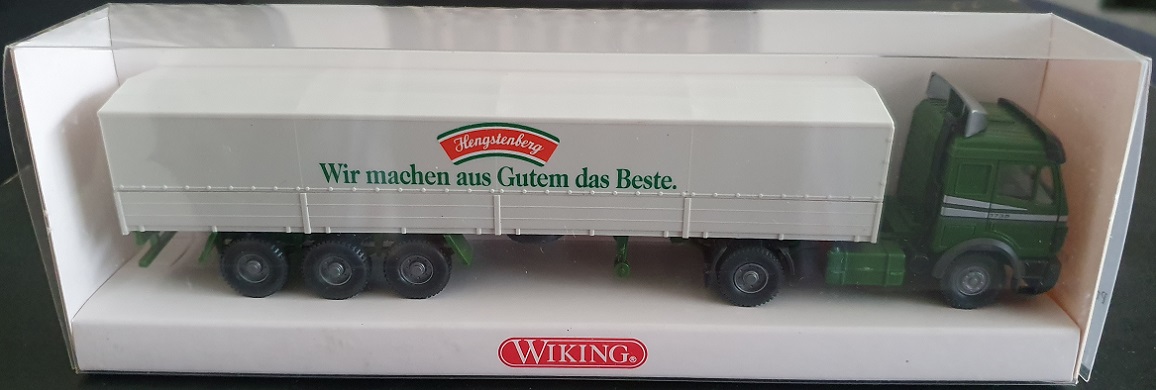 Hengstenberg
Wir machen aus Gutem das Beste.
WIKING®